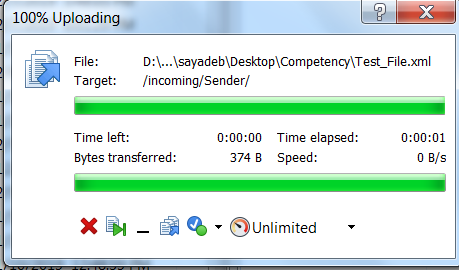 100% Uploading
File: D:\...\sayadeb\Desktop\Competency\Test_File.xml
Target: /incoming/Sender/
Time left: 0:00:00 Time elapsed: 0:00:01
Bytes transferred: 374 B Speed: 0 B/s
Unlimited